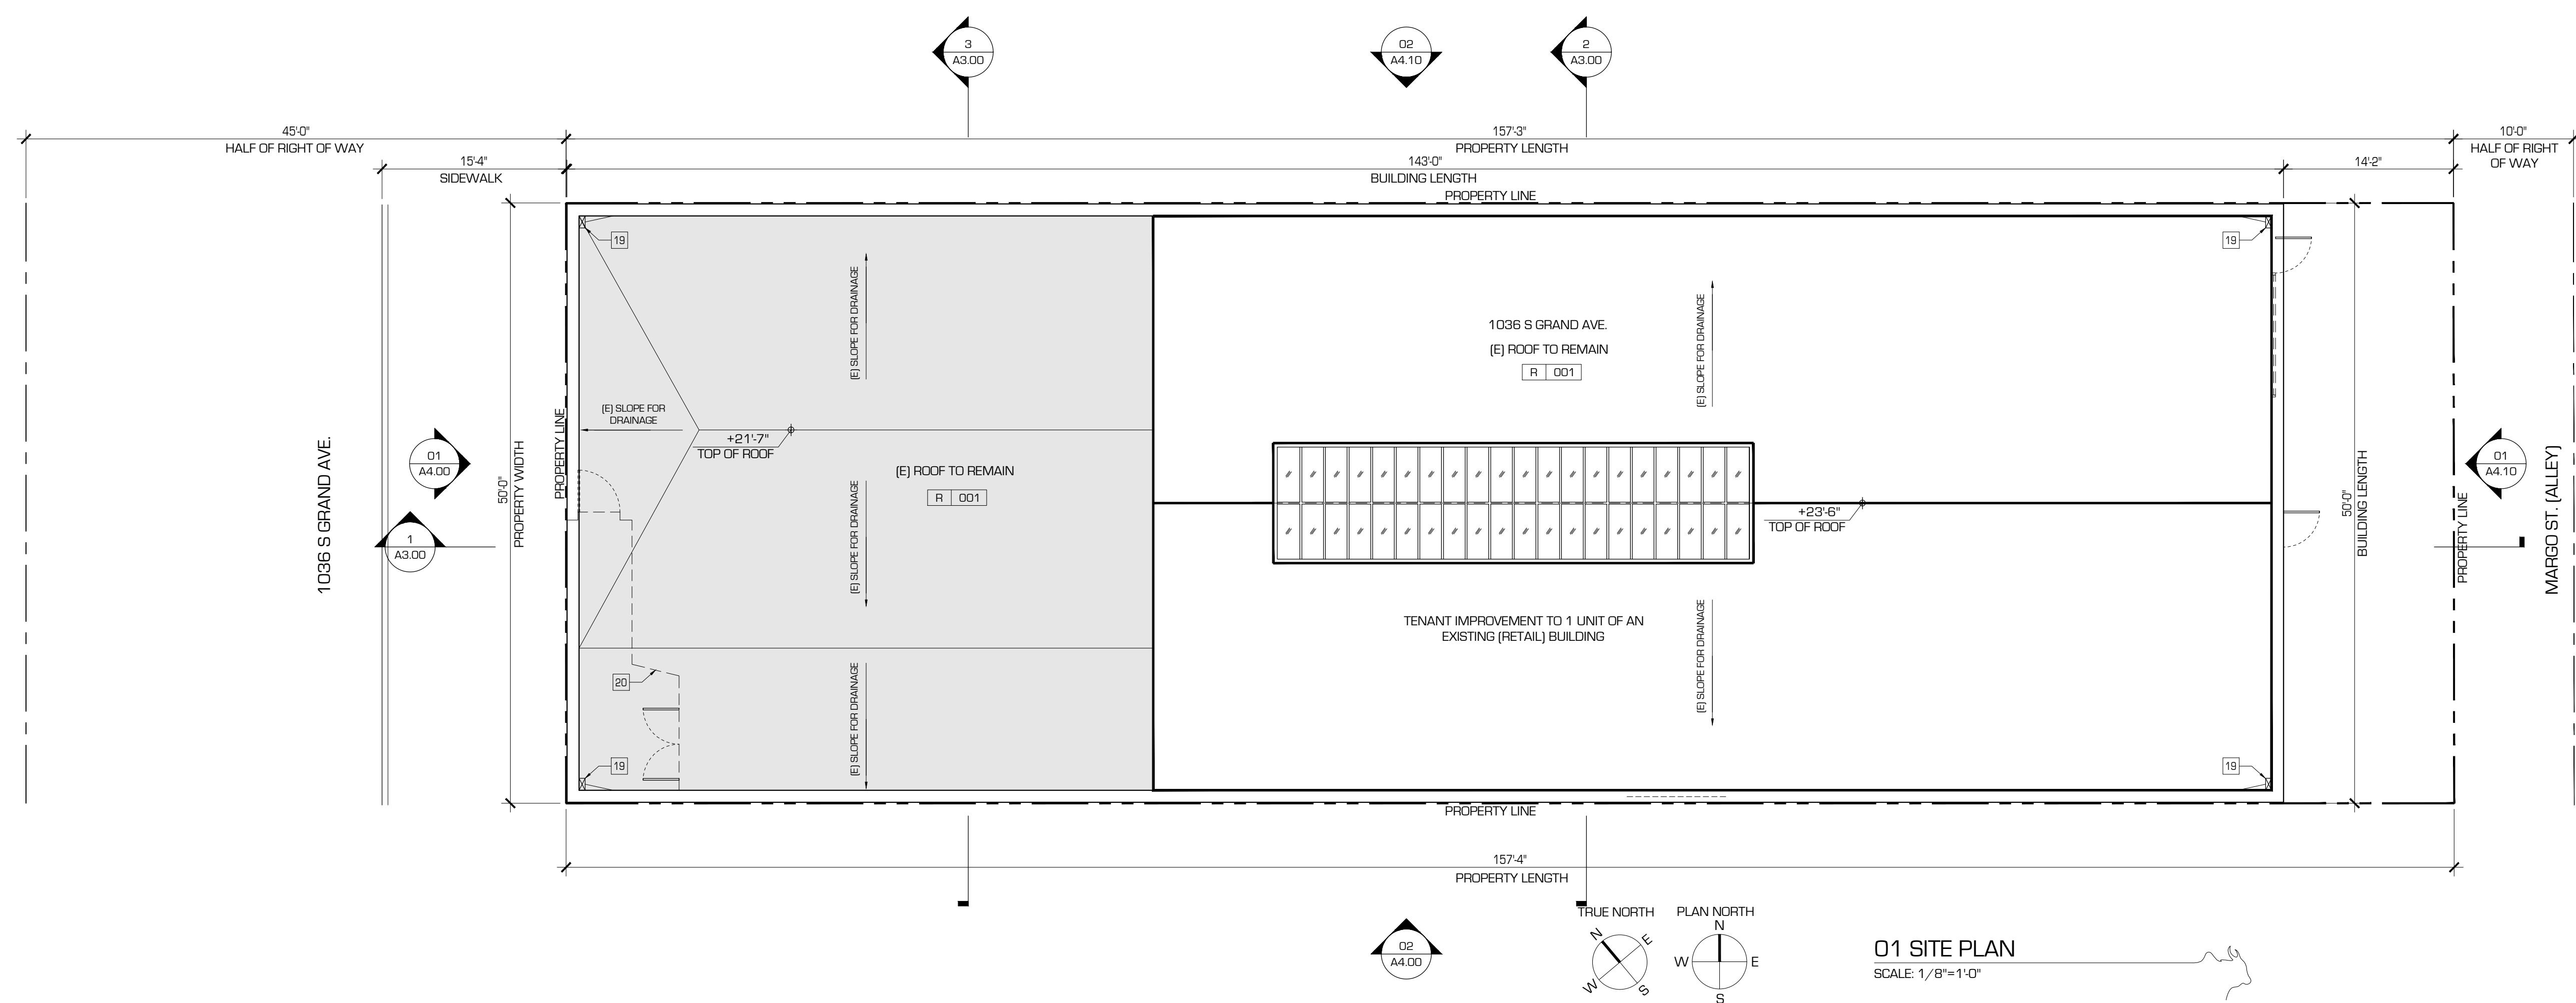 3
A3.00
02
A4.10
2
A3.00
45'-0"
HALF OF RIGHT OF WAY
157'-3"
PROPERTY LENGTH
10'-0"
HALF OF RIGHT
OF WAY
15'-4"
SIDEWALK
143'-0"
BUILDING LENGTH
14'-2"
PROPERTY LINE
19
19
(E) SLOPE FOR DRAINAGE
(E) SLOPE FOR DRAINAGE
1036 S GRAND AVE.
(E) ROOF TO REMAIN
R 001
(E) SLOPE FOR
DRAINAGE
+21'-7"
TOP OF ROOF
(E) ROOF TO REMAIN
R 001
1036 S GRAND AVE.
01
A4.00
1
A3.00
50'-0"
PROPERTY WIDTH
PROPERTY LINE
(E) SLOPE FOR DRAINAGE
+23'-6"
TOP OF ROOF
50'-0"
BUILDING LENGTH
PROPERTY LINE
01
A4.10
MARGO ST. (ALLEY)
TENANT IMPROVEMENT TO 1 UNIT OF AN
EXISTING (RETAIL) BUILDING
(E) SLOPE FOR DRAINAGE
(E) SLOPE FOR DRAINAGE
20
19
19
PROPERTY LINE
157'-4"
PROPERTY LENGTH
02
A4.00
TRUE NORTH
N
E
W
S
PLAN NORTH
N
W
E
S
01 SITE PLAN
SCALE: 1/8"=1'-0"